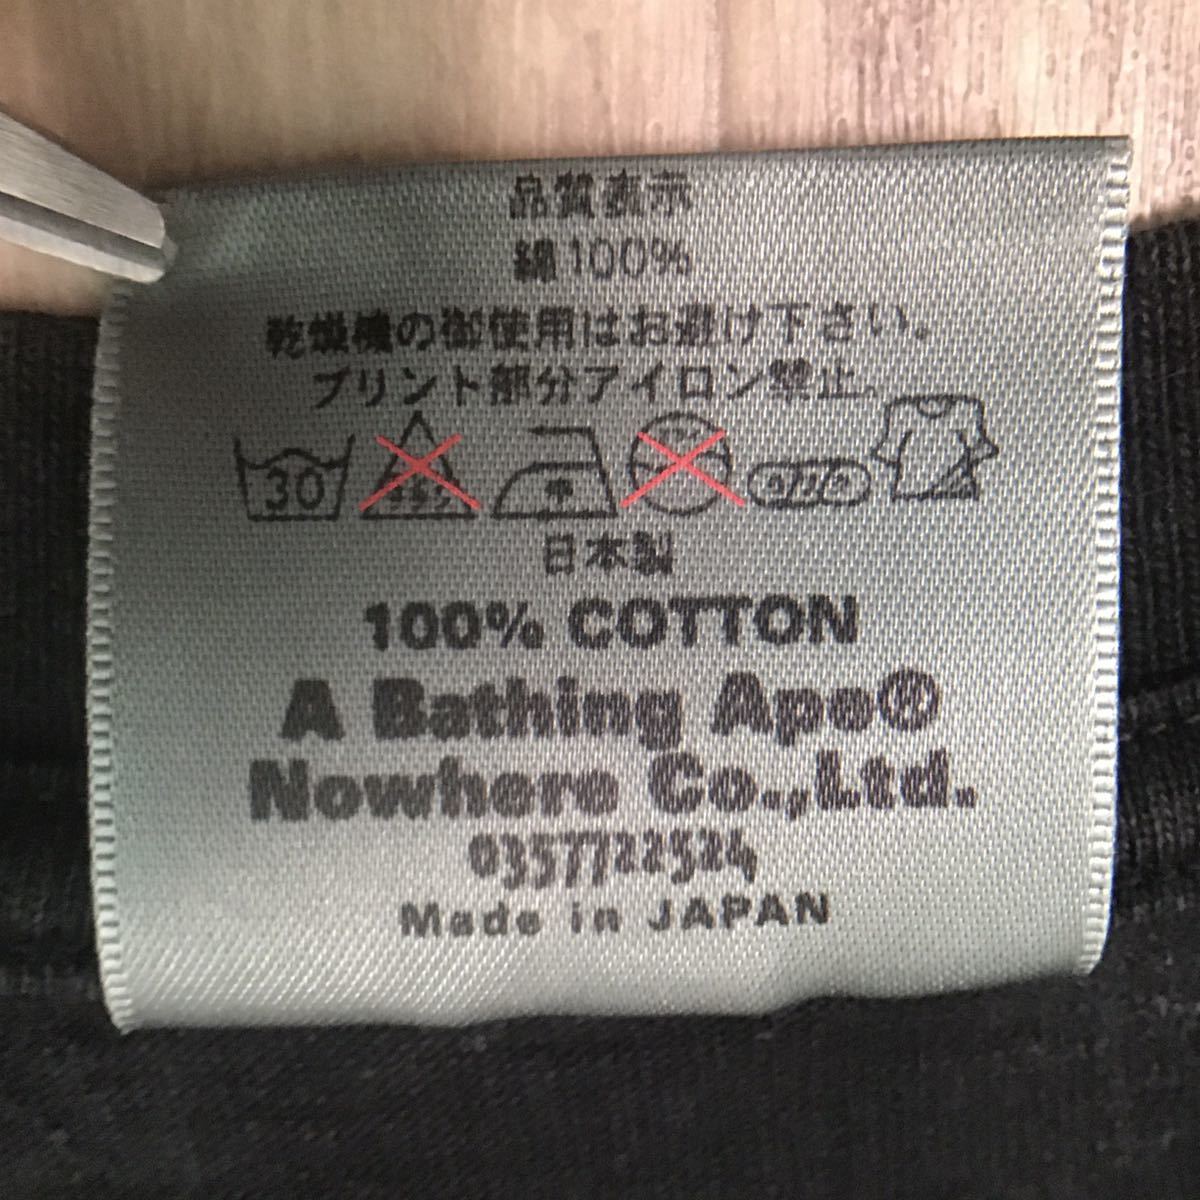 品質表示
綿100%
乾燥機の御使用はお避け下さい。
プリント部分アイロン禁止。
30
日本製
100% COTTON
A Bathing Ape®
Nowhere Co.,Ltd.
0357722524
Made in JAPAN